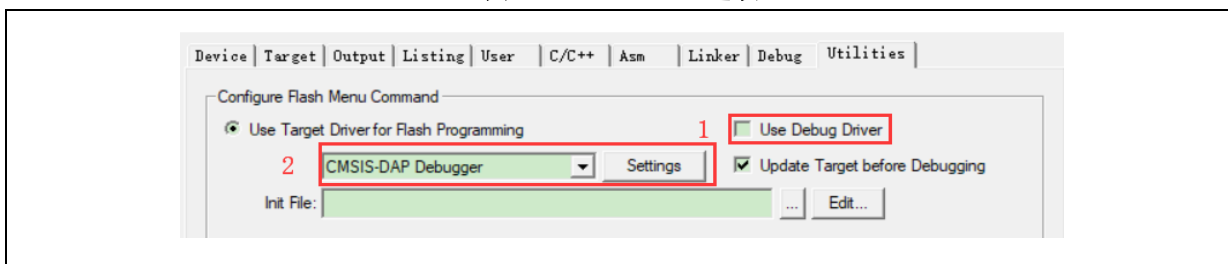 Device Target Output Listing User C/C++ Asm Linker Debug Utilities
Configure Flash Menu Command
Use Target Driver for Flash Programming 1 Use Debug Driver
2 CMSIS-DAP Debugger Settings Update Target before Debugging
Init File: ... Edit...